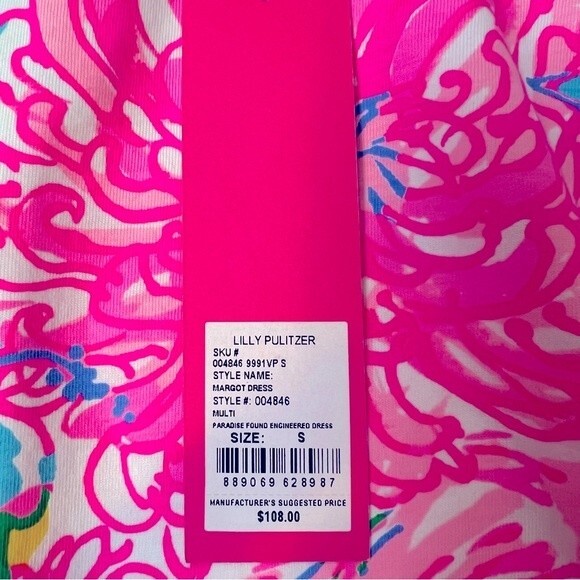 LILLY PULITZER
SKU #
004846 9991VP S
STYLE NAME:
MARGOT DRESS
STYLE #: 004846
MULTI
PARADISE FOUND ENGINEERED DRESS
SIZE: S
889069 628987
MANUFACTURER'S SUGGESTED PRICE
$108.00